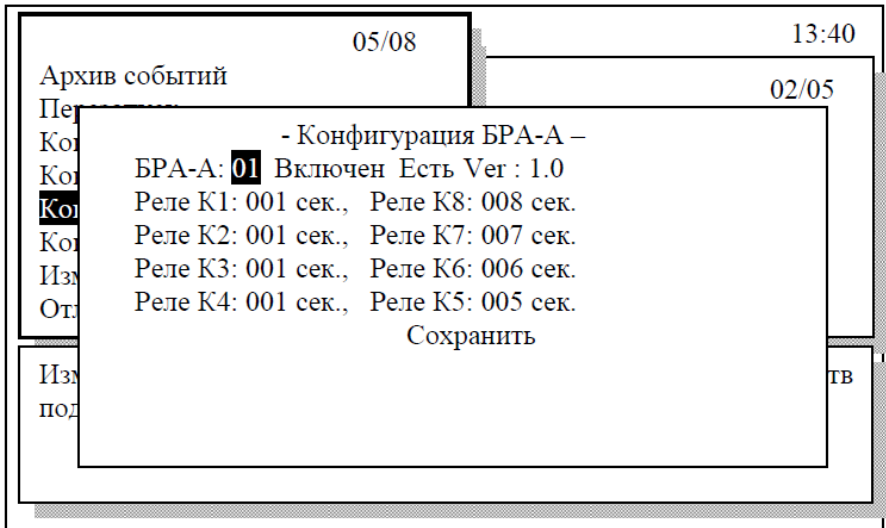 13:40
05/08
02/05
Архив событий
- Конфигурация БРА-А –
БРА-А: 01 Включен Есть Ver : 1.0
Реле К1: 001 сек., Реле К8: 008 сек.
Реле К2: 001 сек., Реле К7: 007 сек.
Реле К3: 001 сек., Реле К6: 006 сек.
Реле К4: 001 сек., Реле К5: 005 сек.
Сохранить